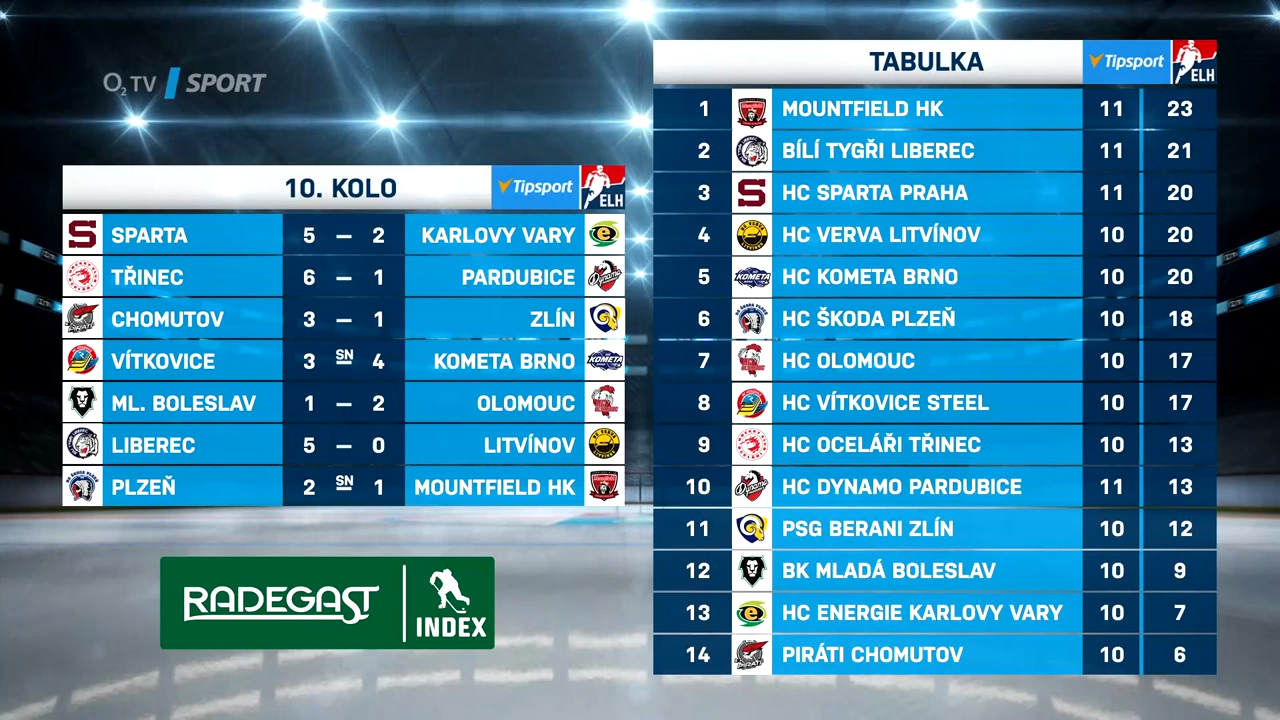 O2 TV SPORT
10. KOLO Tipsport ELH
SPARTA 5 – 2 KARLOVY VARY
TŘINEC 6 – 1 PARDUBICE
CHOMUTOV 3 – 1 ZLÍN
VÍTKOVICE 3 SN 4 KOMETA BRNO
ML. BOLESLAV 1 – 2 OLOMOUC
LIBEREC 5 – 0 LITVÍNOV
PLZEŇ 2 SN 1 MOUNTFIELD HK
RADEGAST INDEX
TABULKA Tipsport ELH
1 MOUNTFIELD HK 11 23
2 BÍLÍ TYGŘI LIBEREC 11 21
3 HC SPARTA PRAHA 11 20
4 HC VERVA LITVÍNOV 10 20
5 HC KOMETA BRNO 10 20
6 HC ŠKODA PLZEŇ 10 18
7 HC OLOMOUC 10 17
8 HC VÍTKOVICE STEEL 10 17
9 HC OCELÁŘI TŘINEC 10 13
10 HC DYNAMO PARDUBICE 11 13
11 PSG BERANI ZLÍN 10 12
12 BK MLADÁ BOLESLAV 10 9
13 HC ENERGIE KARLOVY VARY 10 7
14 PIRÁTI CHOMUTOV 10 6